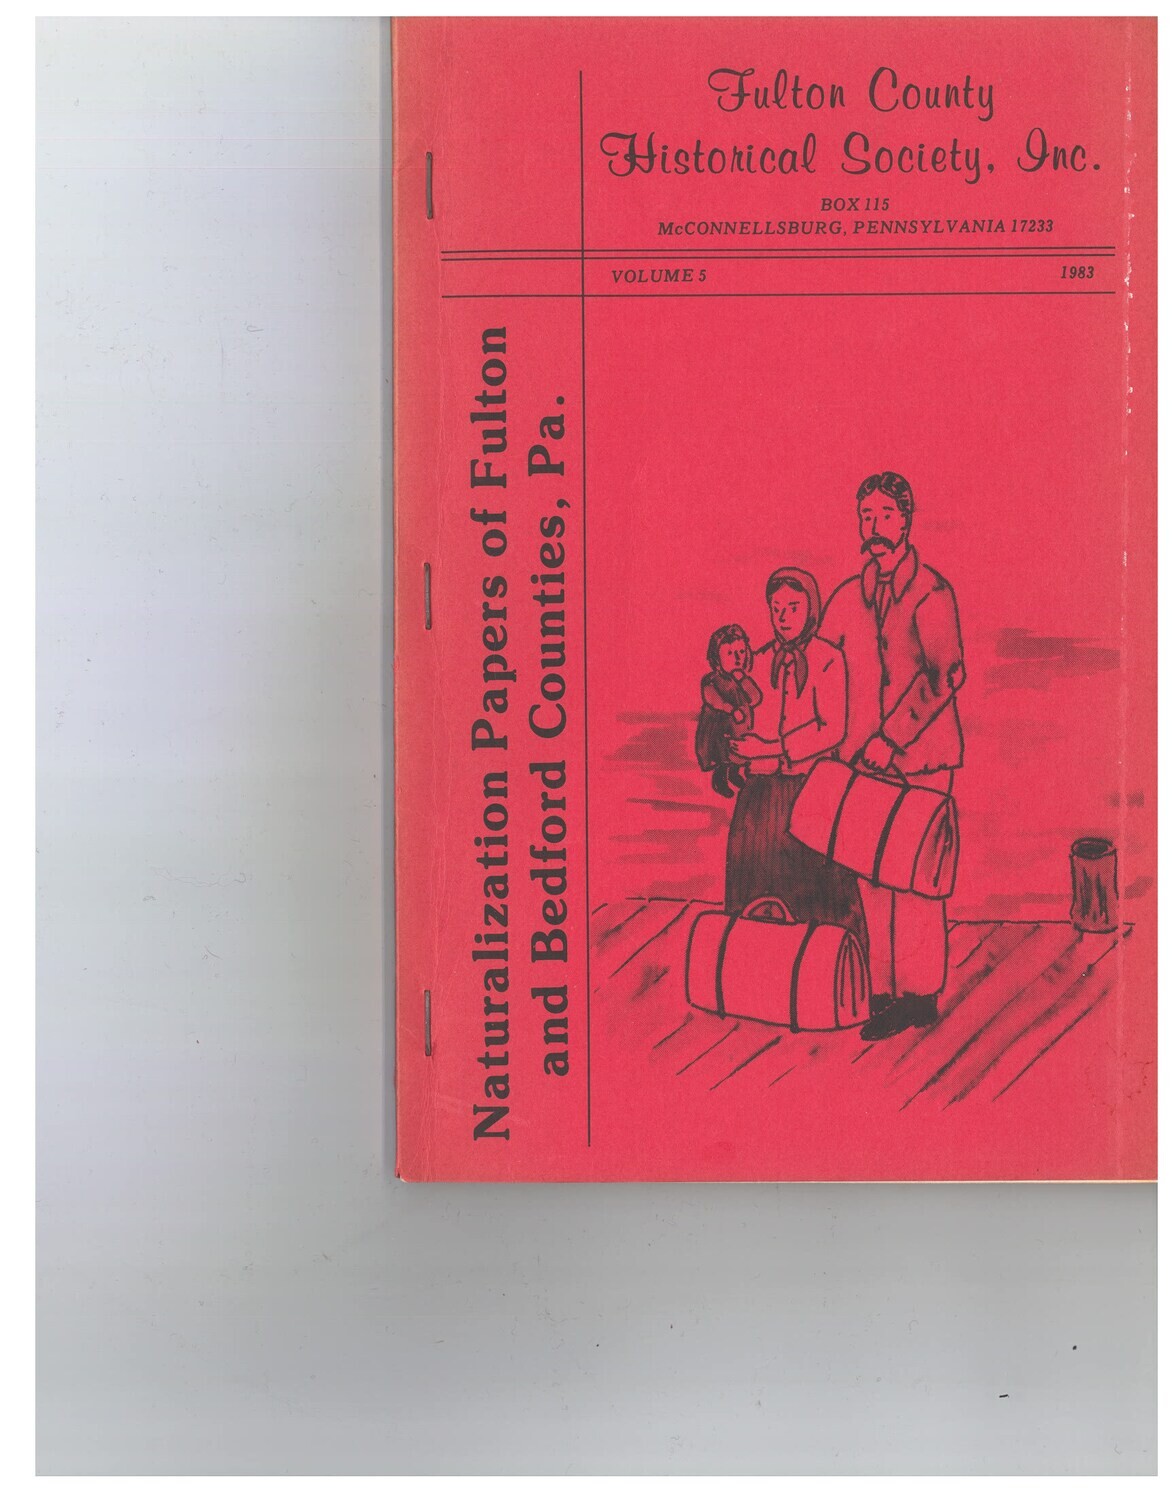 Fulton County
Historical Society, Inc.
BOX 115
McCONNELLSBURG, PENNSYLVANIA 17233
VOLUME 5 1983
Naturalization Papers of Fulton
and Bedford Counties, Pa.